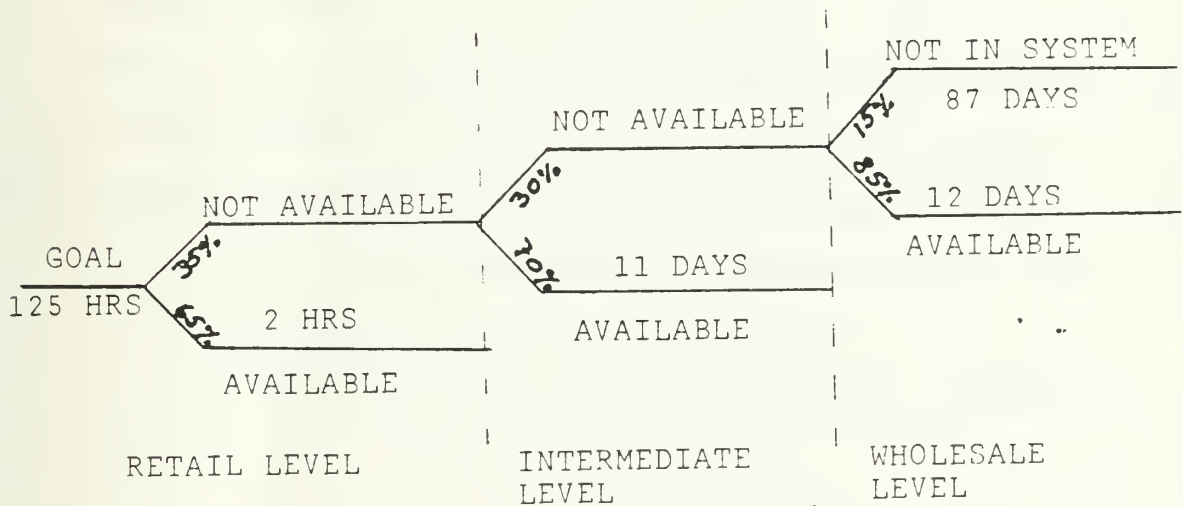 NOT IN SYSTEM
15%
87 DAYS
NOT AVAILABLE
30%
85%
12 DAYS
AVAILABLE
NOT AVAILABLE
35%
70%
11 DAYS
AVAILABLE
GOAL
125 HRS
65%
2 HRS
AVAILABLE
RETAIL LEVEL
INTERMEDIATE
LEVEL
WHOLESALE
LEVEL